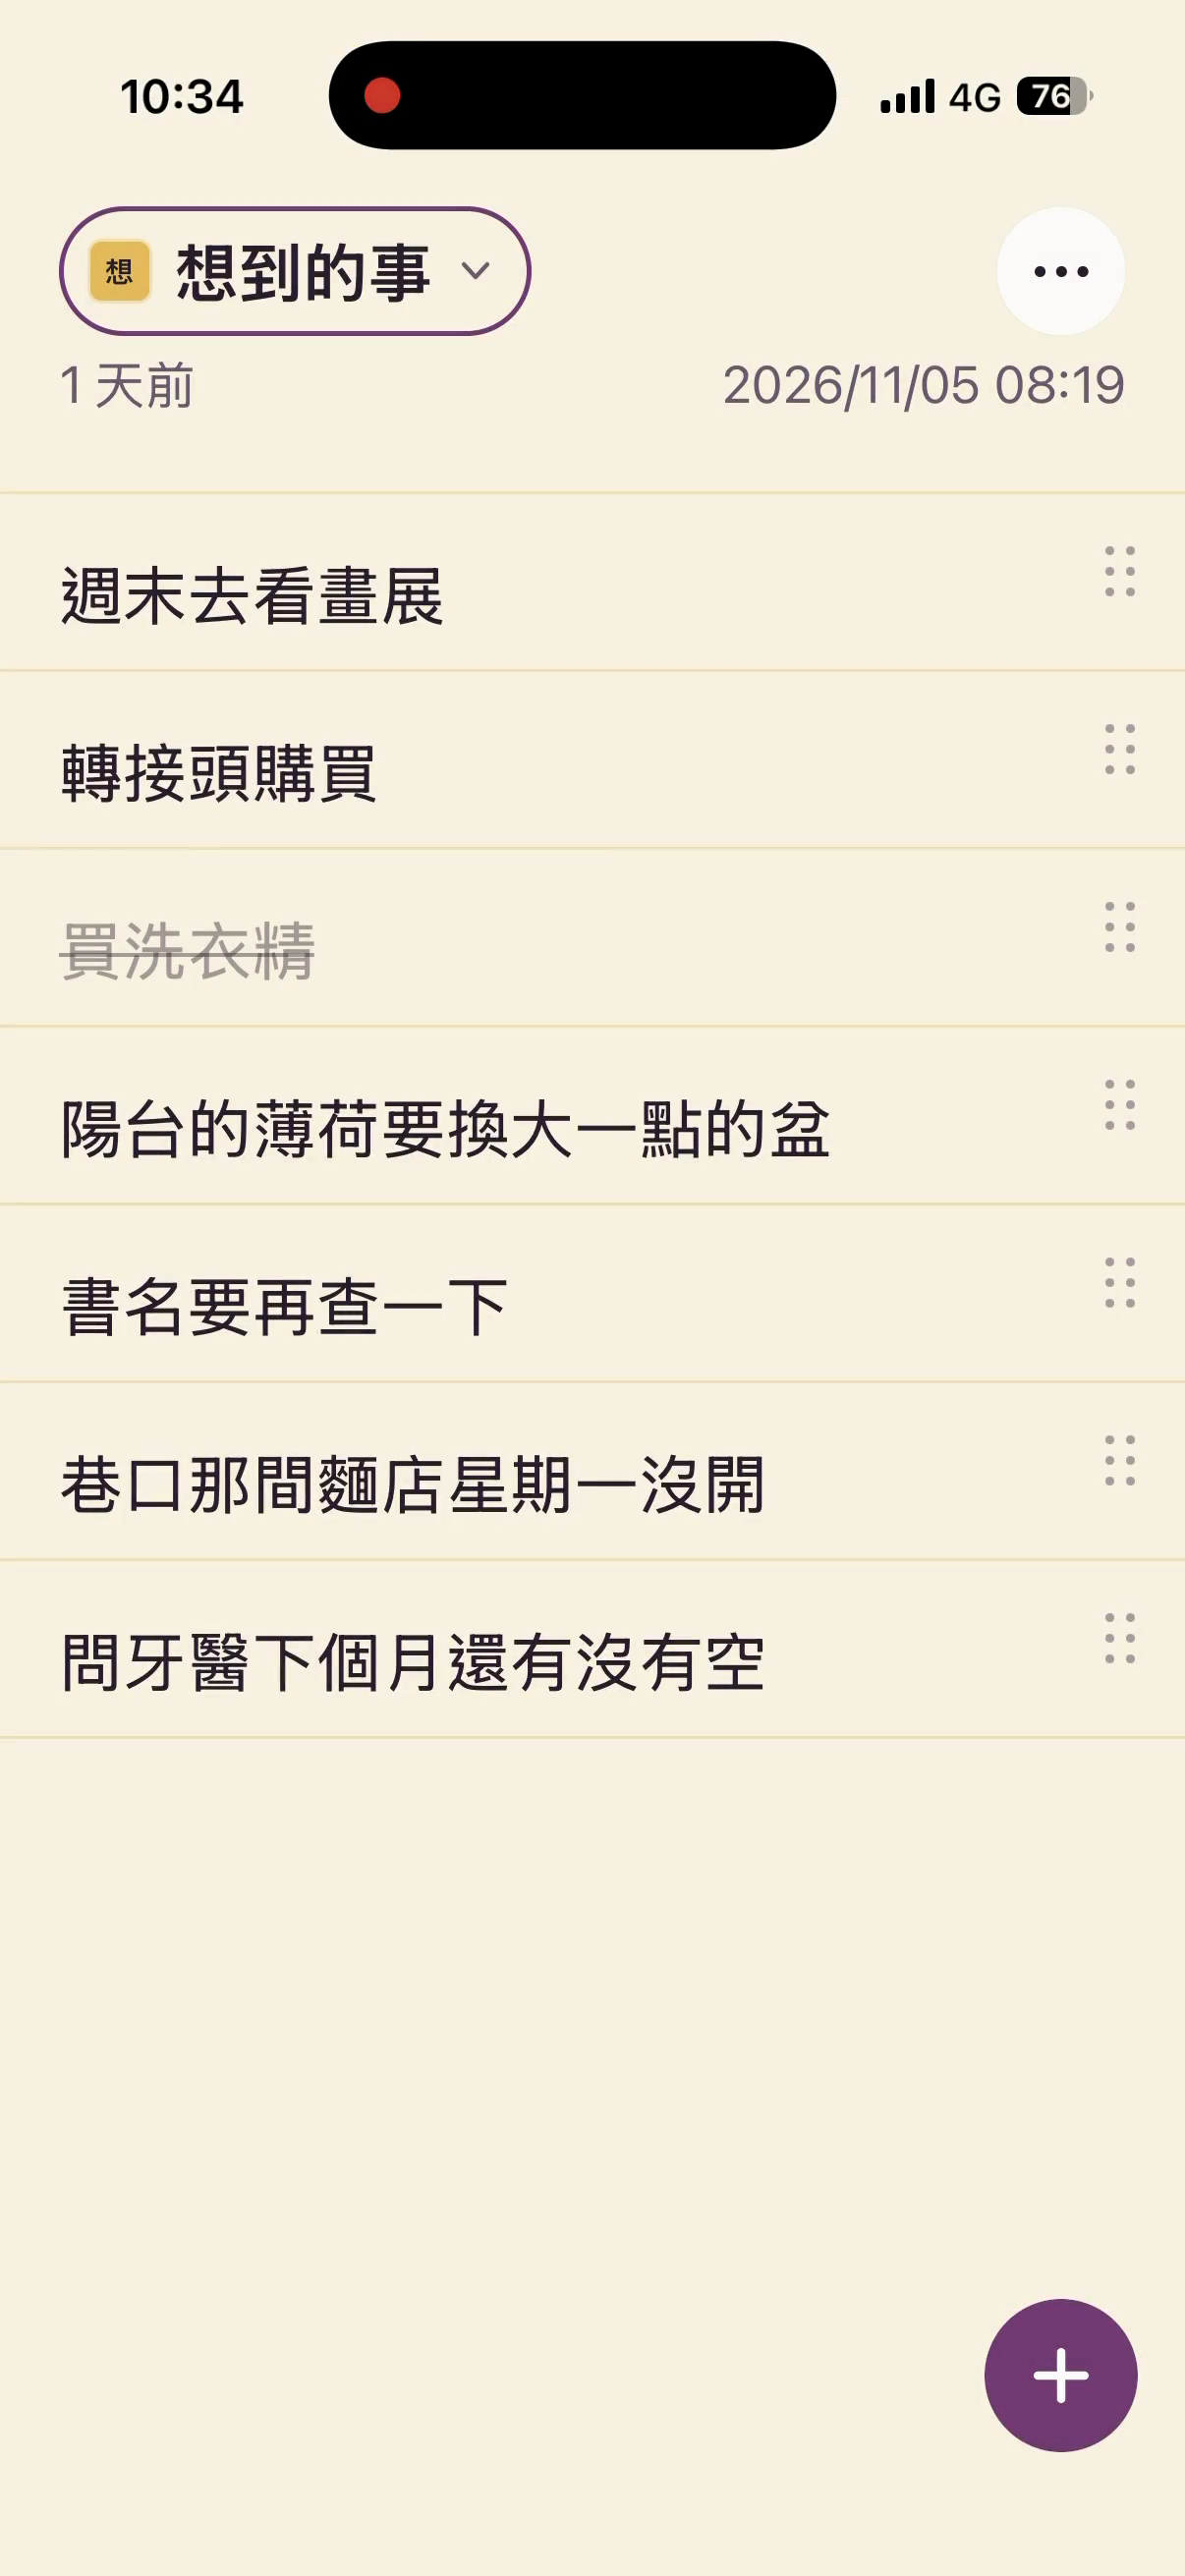 10:34
4G 76
想 想到的事
1 天前
2026/11/05 08:19
週末去看畫展
轉接頭購買
買洗衣精
陽台的薄荷要換大一點的盆
書名要再查一下
巷口那間麵店星期一沒開
問牙醫下個月還有沒有空